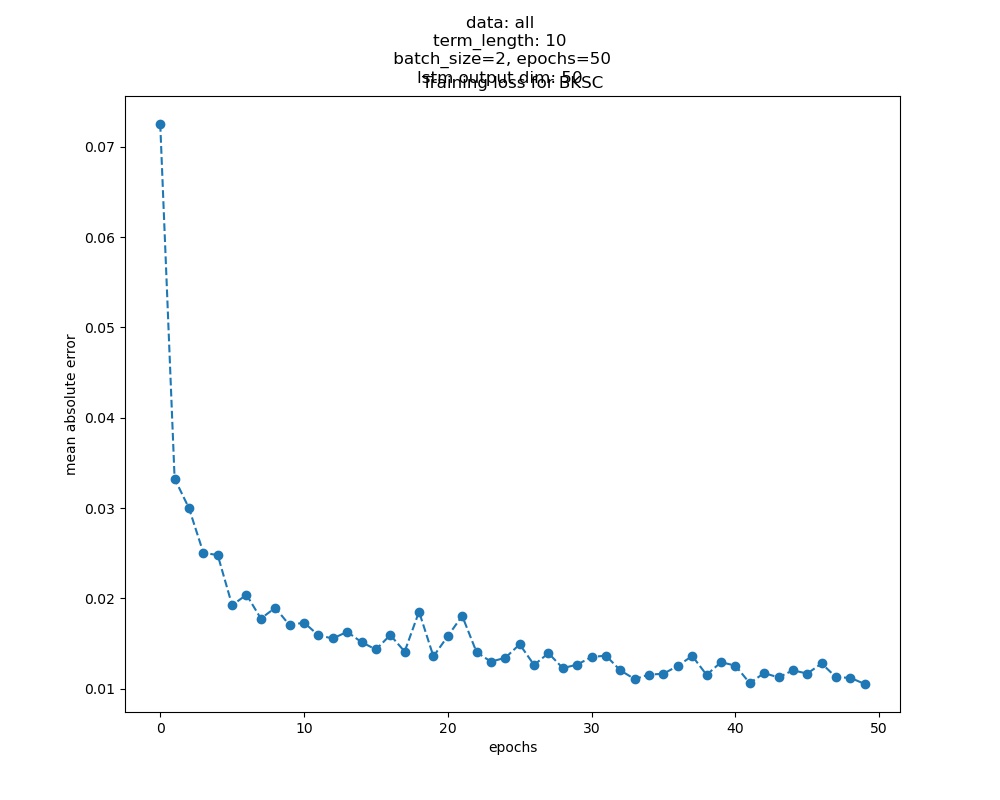 data: all
term_length: 10
batch_size=2, epochs=50
lstm output dim: 50
Training loss for BKSC
0.07
0.06
0.05
0.04
0.03
0.02
0.01
mean absolute error
0 10 20 30 40 50
epochs